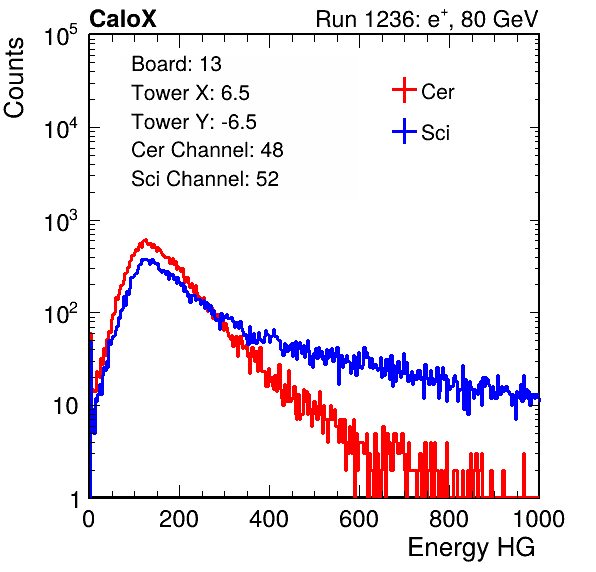 CaloX Run 1236: e⁺, 80 GeV
Board: 13
Tower X: 6.5
Tower Y: -6.5
Cer Channel: 48
Sci Channel: 52
Cer
Sci
Counts
10⁵
10⁴
10³
10²
10
1
0 200 400 600 800 1000
Energy HG